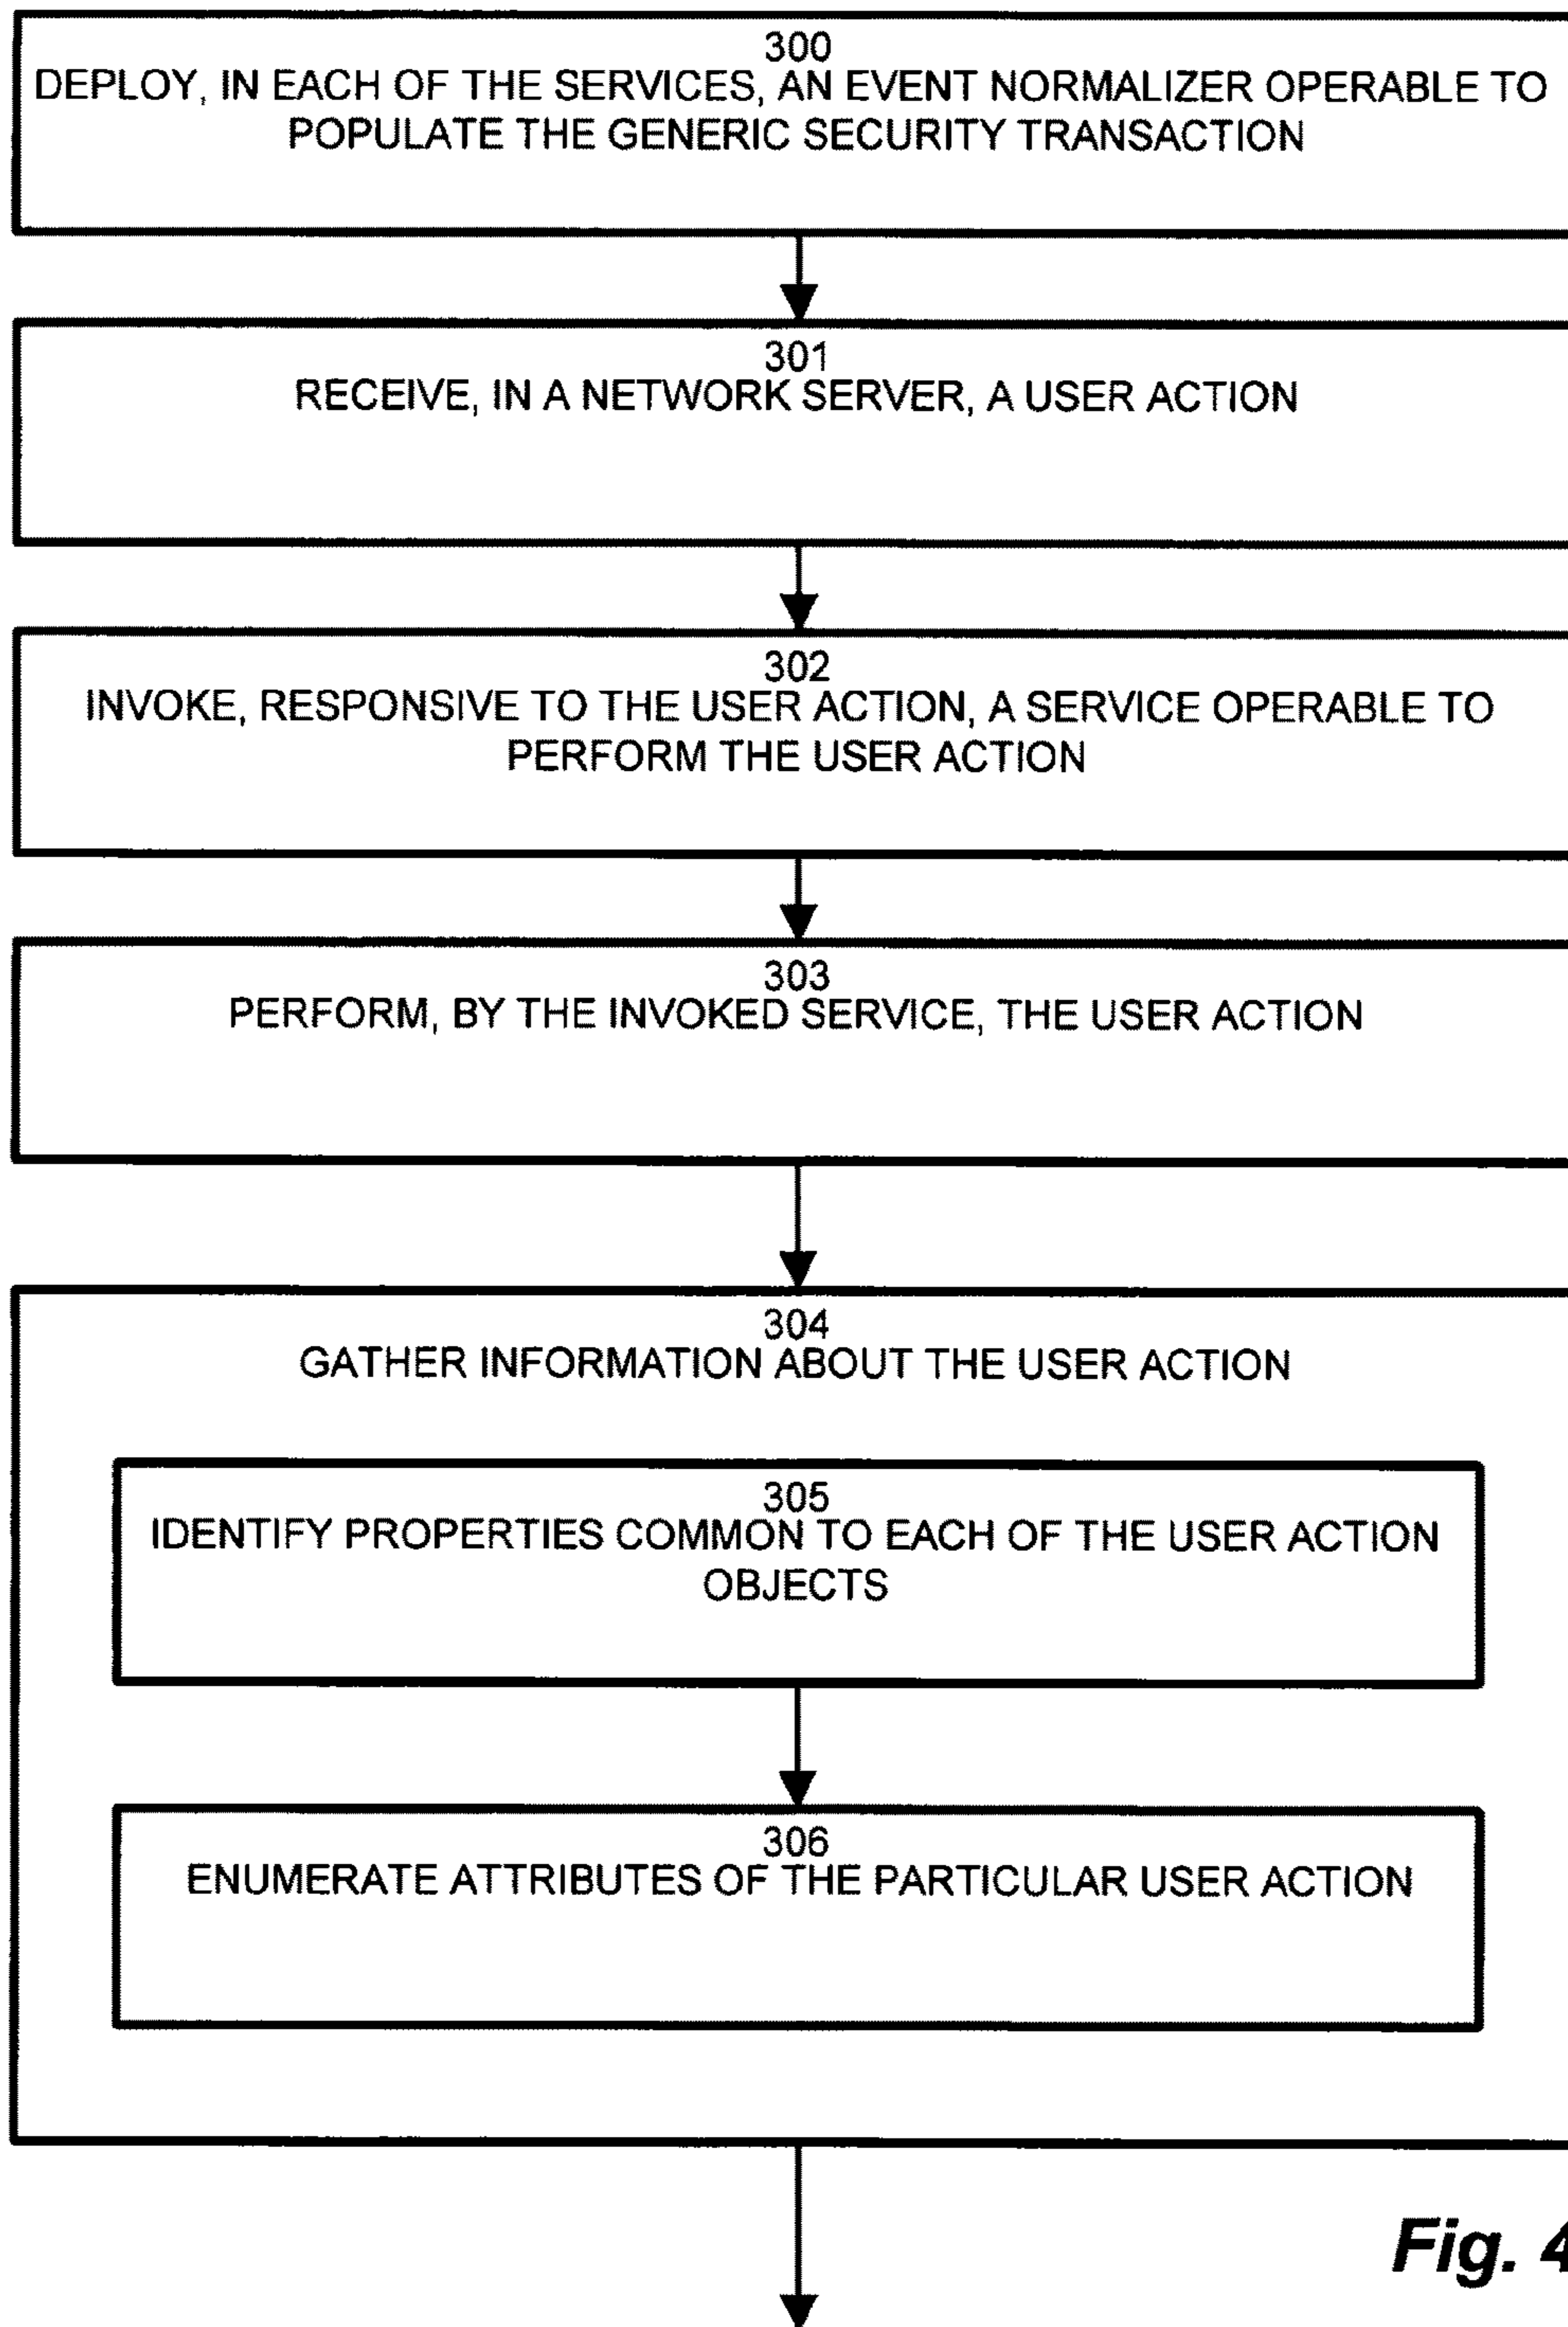 300
DEPLOY, IN EACH OF THE SERVICES, AN EVENT NORMALIZER OPERABLE TO
POPULATE THE GENERIC SECURITY TRANSACTION
301
RECEIVE, IN A NETWORK SERVER, A USER ACTION
302
INVOKE, RESPONSIVE TO THE USER ACTION, A SERVICE OPERABLE TO
PERFORM THE USER ACTION
303
PERFORM, BY THE INVOKED SERVICE, THE USER ACTION
304
GATHER INFORMATION ABOUT THE USER ACTION
305
IDENTIFY PROPERTIES COMMON TO EACH OF THE USER ACTION
OBJECTS
306
ENUMERATE ATTRIBUTES OF THE PARTICULAR USER ACTION
Fig. 4